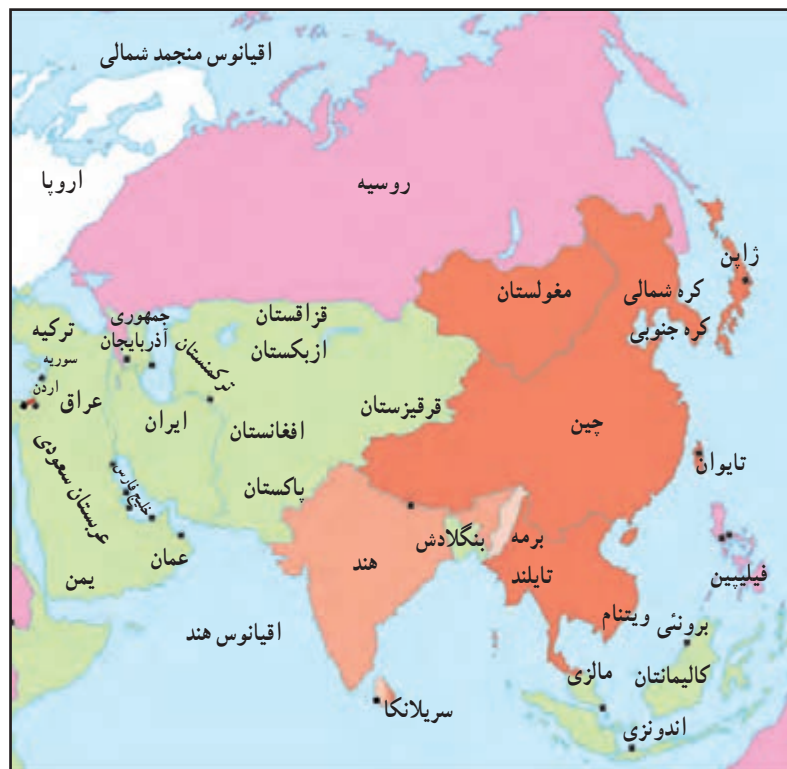 اقیانوس منجمد شمالی
اروپا
روسیه
ژاپن
مغولستان
کره شمالی
کره جنوبی
قزاقستان
ازبکستان
جمهوری
آذربایجان
ترکیه
ترکمنستان
سوریه
اردن
عراق
ایران
افغانستان
قرقیزستان
چین
تایوان
پاکستان
خلیج فارس
عربستان سعودی
عمان
یمن
هند
بنگلادش
برمه
تایلند
فیلیپین
ویتنام
برونئی
اقیانوس هند
مالزی
کالیمانتان
سریلانکا
اندونزی